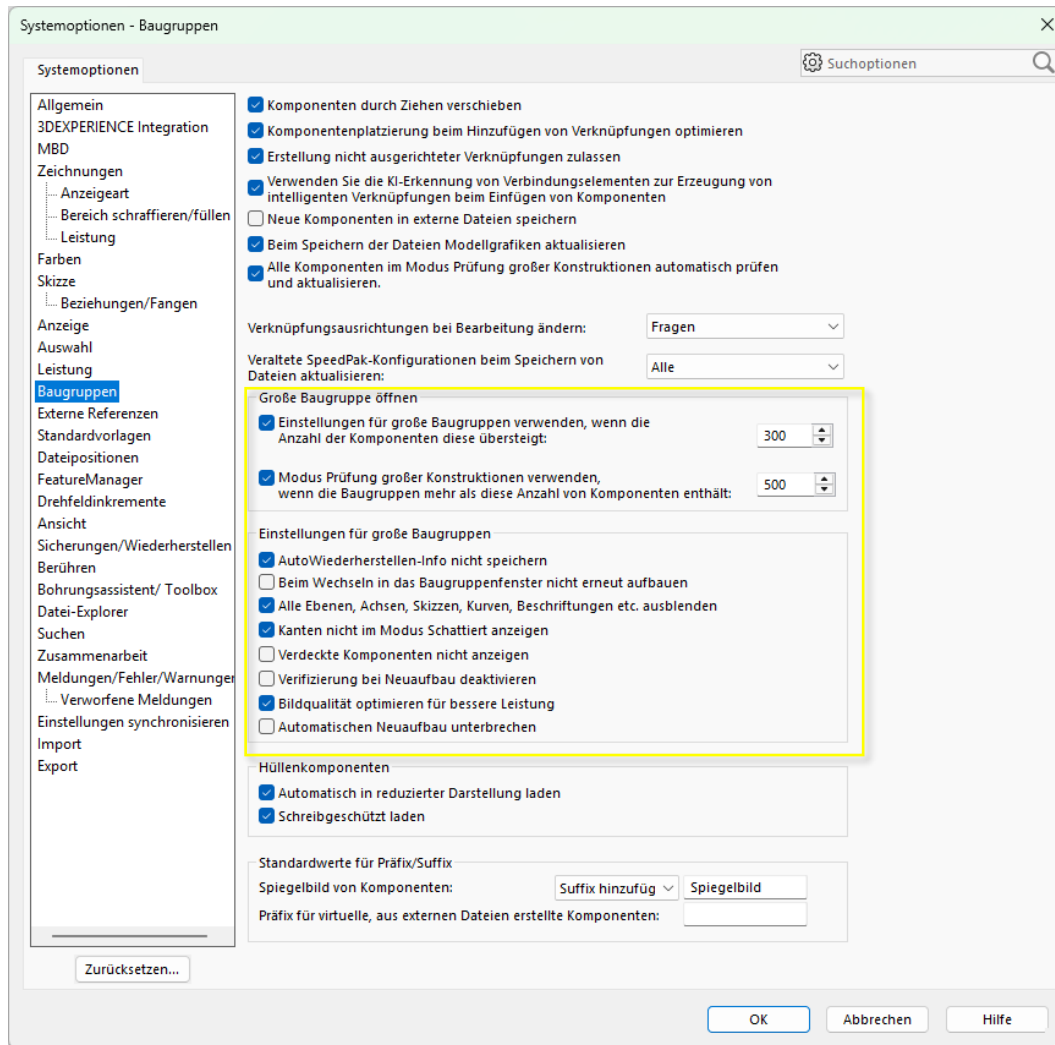 Systemoptionen - Baugruppen
Systemoptionen
Suchoptionen
Allgemein
3DEXPERIENCE Integration
MBD
Zeichnungen
Anzeigeart
Bereich schraffieren/füllen
Leistung
Farben
Skizze
Beziehungen/Fangen
Anzeige
Auswahl
Leistung
Baugruppen
Externe Referenzen
Standardvorlagen
Dateipositionen
FeatureManager
Drehfeldinkremente
Ansicht
Sicherungen/Wiederherstellen
Berühren
Bohrungsassistent/ Toolbox
Datei-Explorer
Suchen
Zusammenarbeit
Meldungen/Fehler/Warnunger
Verworfene Meldungen
Einstellungen synchronisieren
Import
Export
Zurücksetzen...
Komponenten durch Ziehen verschieben
Komponentenplatzierung beim Hinzufügen von Verknüpfungen optimieren
Erstellung nicht ausgerichteter Verknüpfungen zulassen
Verwenden Sie die KI-Erkennung von Verbindungselementen zur Erzeugung von
intelligenten Verknüpfungen beim Einfügen von Komponenten
Neue Komponenten in externe Dateien speichern
Beim Speichern der Dateien Modellgrafiken aktualisieren
Alle Komponenten im Modus Prüfung großer Konstruktionen automatisch prüfen
und aktualisieren.
Verknüpfungsausrichtungen bei Bearbeitung ändern: Fragen
Veraltete SpeedPak-Konfigurationen beim Speichern von
Dateien aktualisieren: Alle
Große Baugruppe öffnen
Einstellungen für große Baugruppen verwenden, wenn die
Anzahl der Komponenten diese übersteigt: 300
Modus Prüfung großer Konstruktionen verwenden,
wenn die Baugruppen mehr als diese Anzahl von Komponenten enthält: 500
Einstellungen für große Baugruppen
AutoWiederherstellen-Info nicht speichern
Beim Wechseln in das Baugruppenfenster nicht erneut aufbauen
Alle Ebenen, Achsen, Skizzen, Kurven, Beschriftungen etc. ausblenden
Kanten nicht im Modus Schattiert anzeigen
Verdeckte Komponenten nicht anzeigen
Verifizierung bei Neuaufbau deaktivieren
Bildqualität optimieren für bessere Leistung
Automatischen Neuaufbau unterbrechen
Hüllenkomponenten
Automatisch in reduzierter Darstellung laden
Schreibgeschützt laden
Standardwerte für Präfix/Suffix
Spiegelbild von Komponenten: Suffix hinzufüg Spiegelbild
Präfix für virtuelle, aus externen Dateien erstellte Komponenten:
OK
Abbrechen
Hilfe